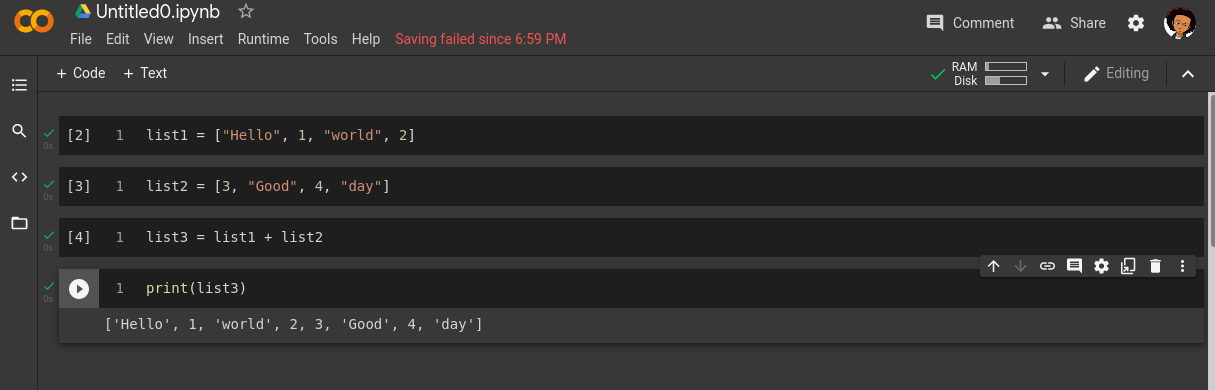 Untitled0.ipynb
File Edit View Insert Runtime Tools Help Saving failed since 6:59 PM
Comment Share
+ Code + Text
RAM
Disk
Editing
[2] 1 list1 = ["Hello", 1, "world", 2]
0s
[3] 1 list2 = [3, "Good", 4, "day"]
0s
[4] 1 list3 = list1 + list2
0s
1 print(list3)
0s
['Hello', 1, 'world', 2, 3, 'Good', 4, 'day']